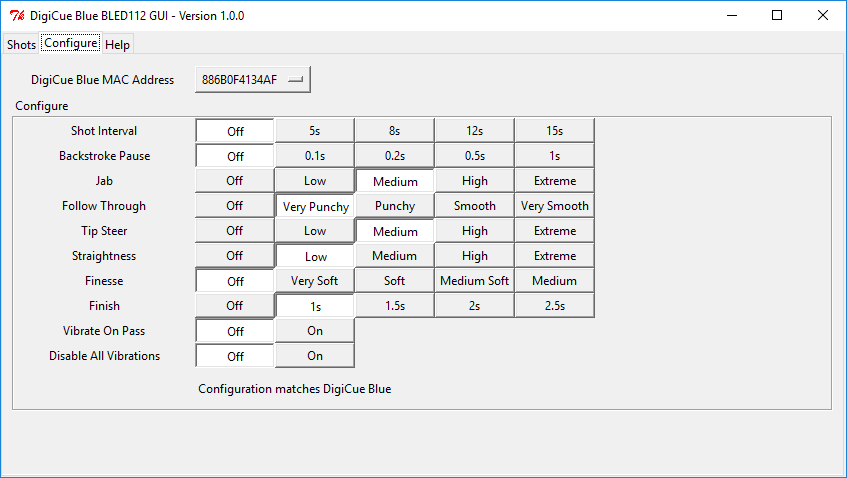 DigiCue Blue BLED112 GUI - Version 1.0.0
Shots Configure Help
DigiCue Blue MAC Address 886B0F4134AF
Configure
Shot Interval Off 5s 8s 12s 15s
Backstroke Pause Off 0.1s 0.2s 0.5s 1s
Jab Off Low Medium High Extreme
Follow Through Off Very Punchy Punchy Smooth Very Smooth
Tip Steer Off Low Medium High Extreme
Straightness Off Low Medium High Extreme
Finesse Off Very Soft Soft Medium Soft Medium
Finish Off 1s 1.5s 2s 2.5s
Vibrate On Pass Off On
Disable All Vibrations Off On
Configuration matches DigiCue Blue